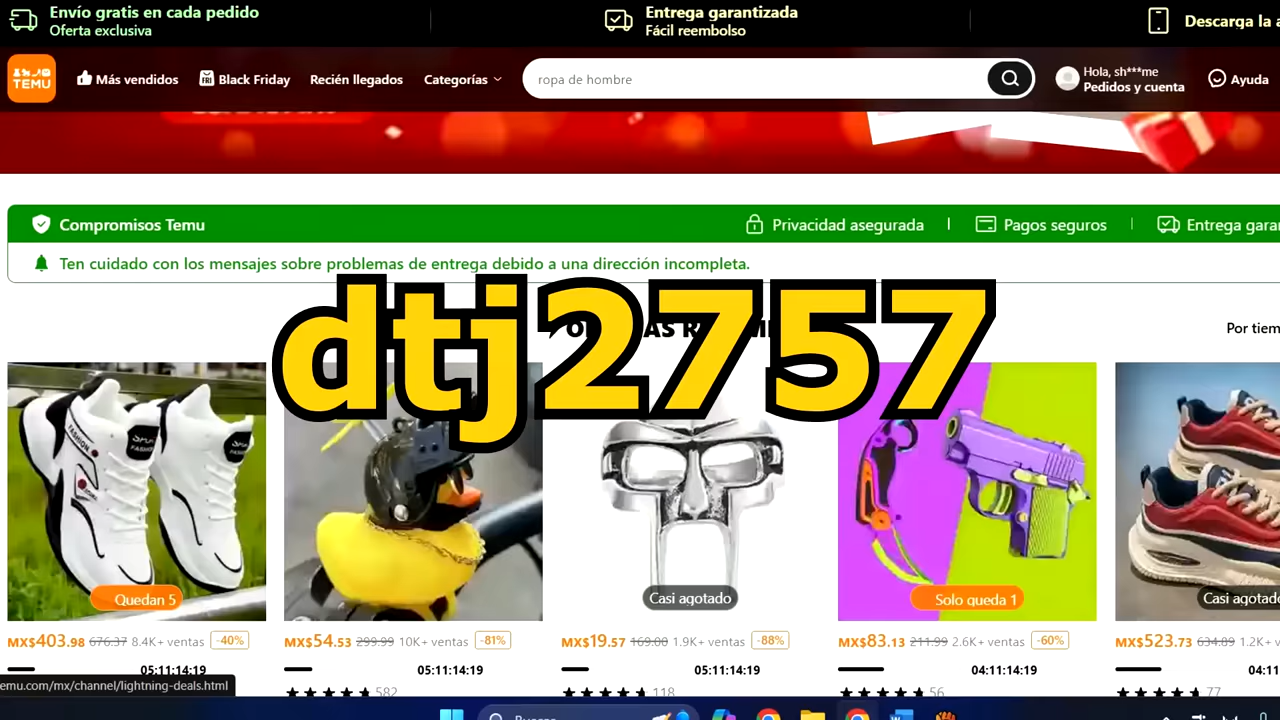 Envío gratis en cada pedido
Oferta exclusiva
Entrega garantizada
Fácil reembolso
Descarga la
TEMU
Más vendidos
FRI
Black Friday
Recién llegados
Categorías
ropa de hombre
Hola, sh***me
Pedidos y cuenta
Ayuda
Compromisos Temu
Privacidad asegurada
Pagos seguros
Entrega
Ten cuidado con los mensajes sobre problemas de entrega debido a una dirección incompleta.
dtj2757
Por
FASHION
Quedan 5
Casi agotado
Solo queda 1
Casi agotado
MX$403.98 676.37 8.4K+ ventas -40%
MX$54.53 299.99 10K+ ventas -81%
MX$19.57 169.00 1.9K+ ventas -88%
MX$83.13 211.99 2.6K+ ventas -60%
MX$523.73 634.89 1.2K+
05:11:14:19
05:11:14:19
05:11:14:19
04:11:14:19
04:11
emu.com/mx/channel/lightning-deals.html
582
118
56
77